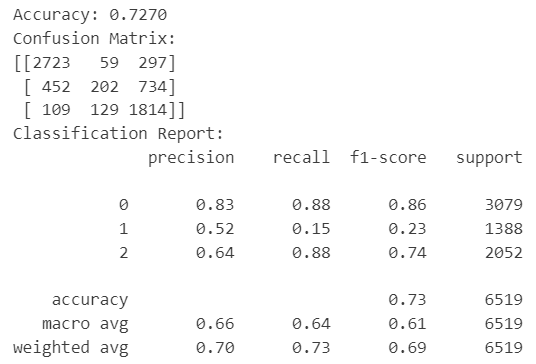 Accuracy: 0.7270
Confusion Matrix:
[[2723   59  297]
 [ 452  202  734]
 [ 109  129 1814]]
Classification Report:
              precision    recall  f1-score   support

           0       0.83      0.88      0.86      3079
           1       0.52      0.15      0.23      1388
           2       0.64      0.88      0.74      2052

    accuracy                           0.73      6519
   macro avg       0.66      0.64      0.61      6519
weighted avg       0.70      0.73      0.69      6519